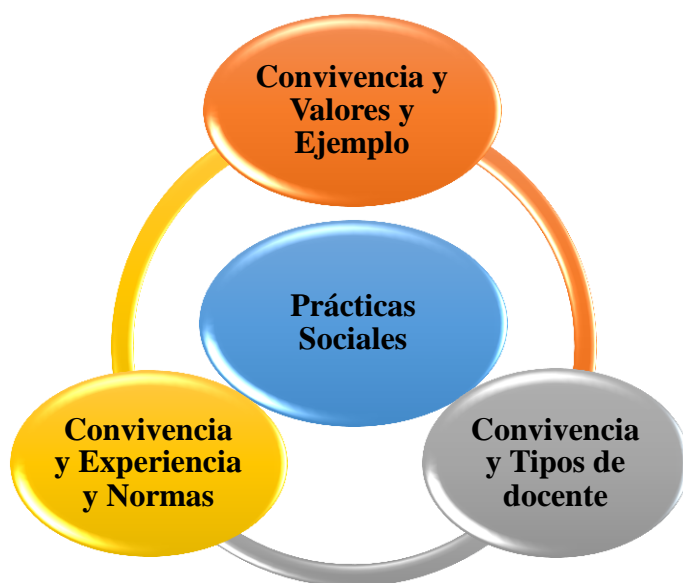 Convivencia y
Valores y
Ejemplo
Prácticas
Sociales
Convivencia
y Experiencia
y Normas
Convivencia
y Tipos de
docente